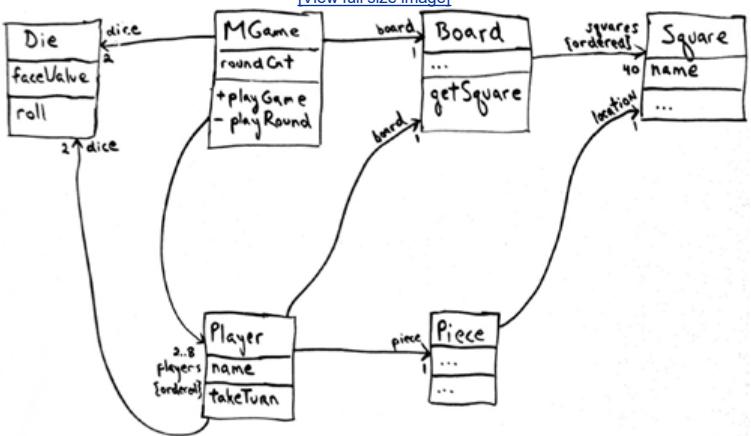 [View full size image]
Die
faceValue
roll
dice
2
MGame
roundCnt
+playGame
- playRound
board
1
Board
...
getSquare
squares
{ordered}
40
Square
name
...
location
1
2
dice
board
1
2..8
players
{ordered}
Player
name
takeTurn
piece
1
Piece
...
...